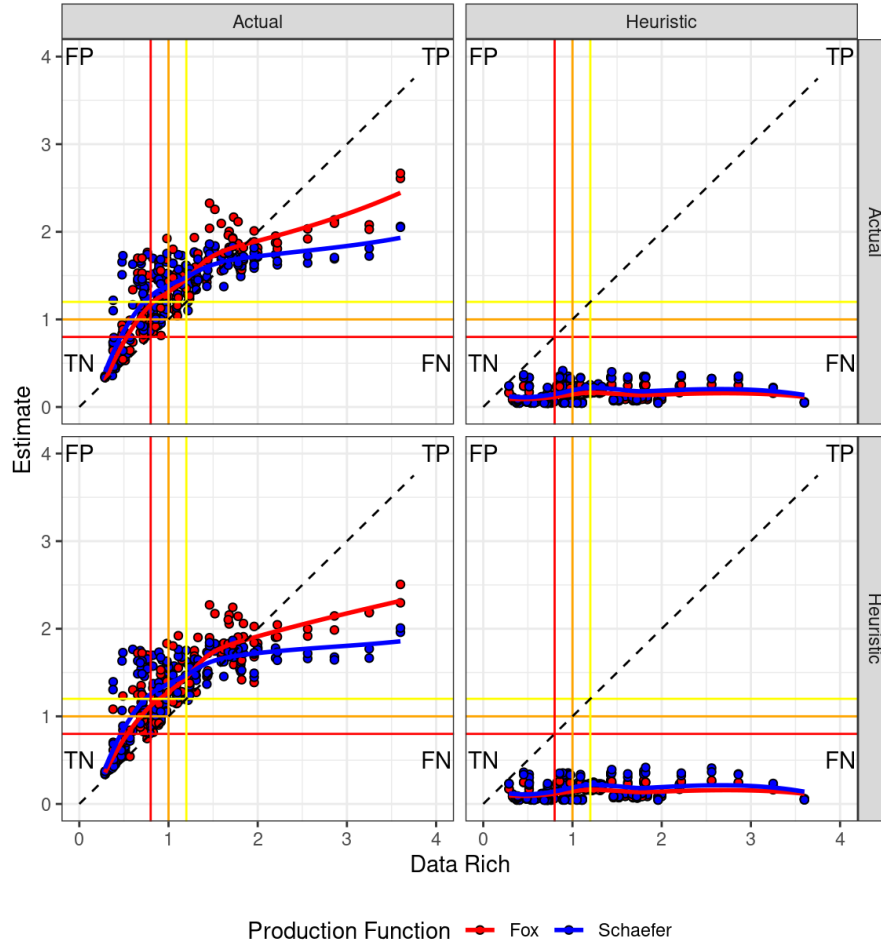 Actual Heuristic
4 FP TP FP TP
3
2
1
TN FN TN FN
0
Actual
Estimate
4 FP TP FP TP
3
2
1
TN FN TN FN
0
Heuristic
0 1 2 3 4 0 1 2 3 4
Data Rich
Production Function Fox Schaefer